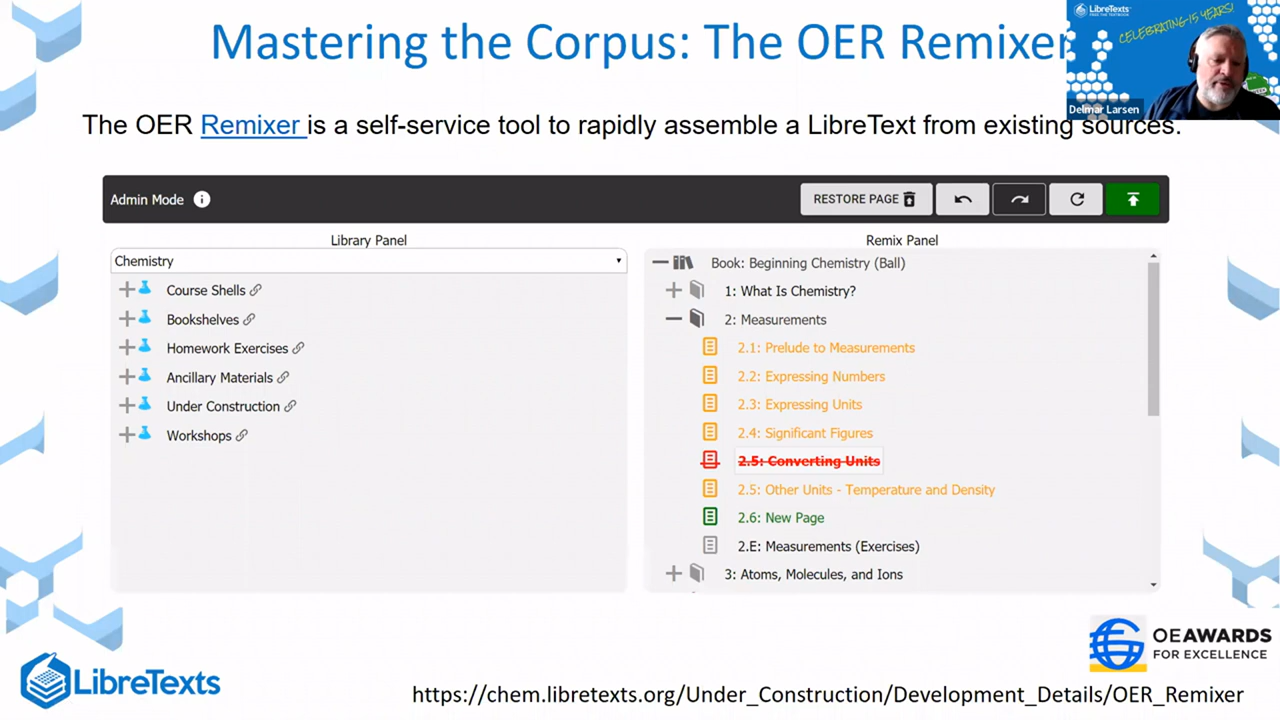 Mastering the Corpus: The OER Remixer
LibreTexts
FREE THE TEXTBOOK
CELEBRATING 15 YEARS!
Delmar Larsen
The OER Remixer is a self-service tool to rapidly assemble a LibreText from existing sources.
Admin Mode
RESTORE PAGE
Library Panel
Remix Panel
Chemistry
Course Shells
Bookshelves
Homework Exercises
Ancillary Materials
Under Construction
Workshops
Book: Beginning Chemistry (Ball)
1: What Is Chemistry?
2: Measurements
2.1: Prelude to Measurements
2.2: Expressing Numbers
2.3: Expressing Units
2.4: Significant Figures
2.5: Converting Units
2.5: Other Units - Temperature and Density
2.6: New Page
2.E: Measurements (Exercises)
3: Atoms, Molecules, and Ions
LibreTexts
OEAWARDS
FOR EXCELLENCE
https://chem.libretexts.org/Under_Construction/Development_Details/OER_Remixer